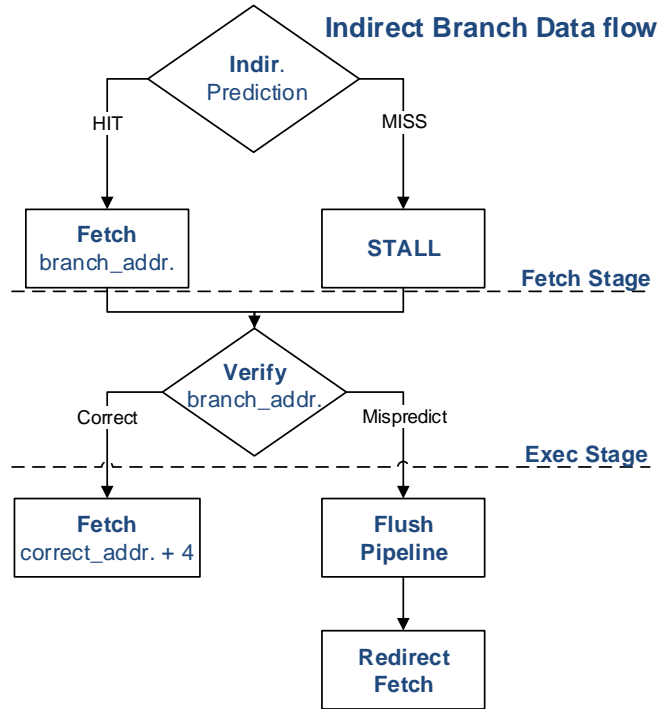 Indirect Branch Data flow
Indir.
Prediction
HIT
MISS
Fetch
branch_addr.
STALL
Fetch Stage
Verify
branch_addr.
Correct
Mispredict
Exec Stage
Fetch
correct_addr. + 4
Flush
Pipeline
Redirect
Fetch